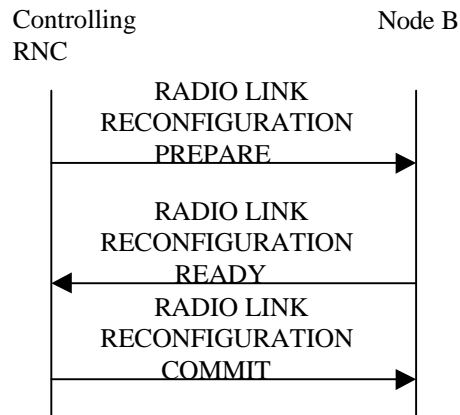 Controlling
RNC
Node B
RADIO LINK
RECONFIGURATION
PREPARE
RADIO LINK
RECONFIGURATION
READY
RADIO LINK
RECONFIGURATION
COMMIT